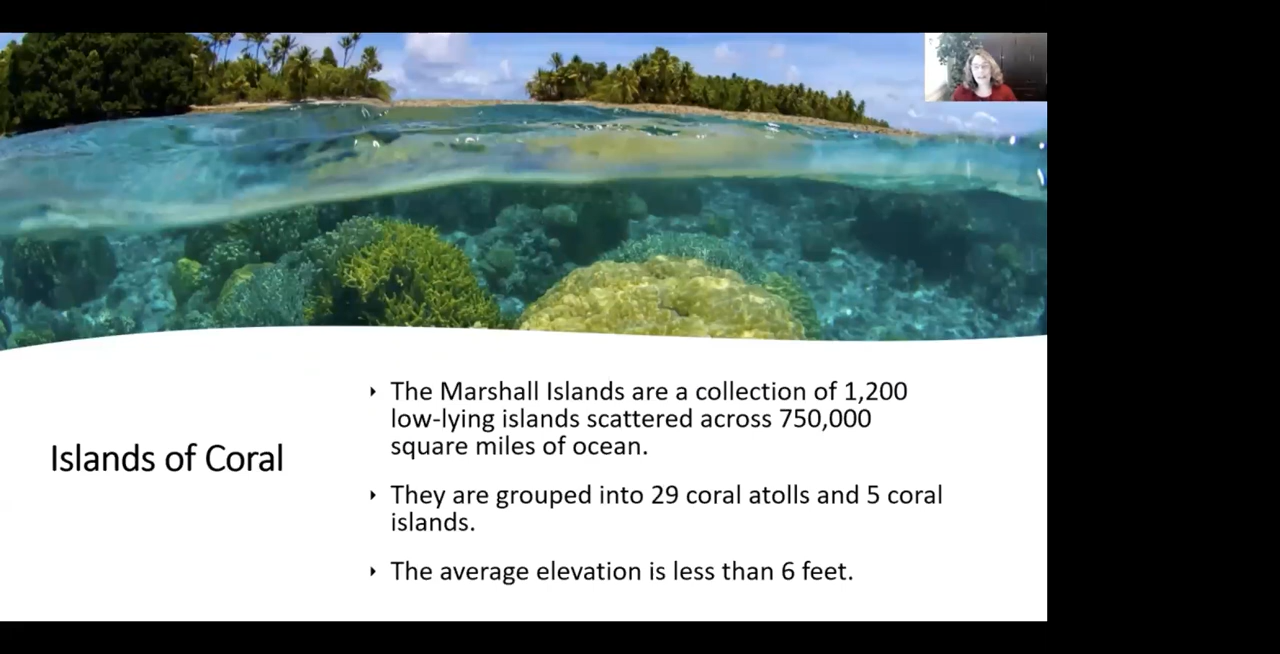 Islands of Coral
The Marshall Islands are a collection of 1,200
low-lying islands scattered across 750,000
square miles of ocean.
They are grouped into 29 coral atolls and 5 coral
islands.
The average elevation is less than 6 feet.